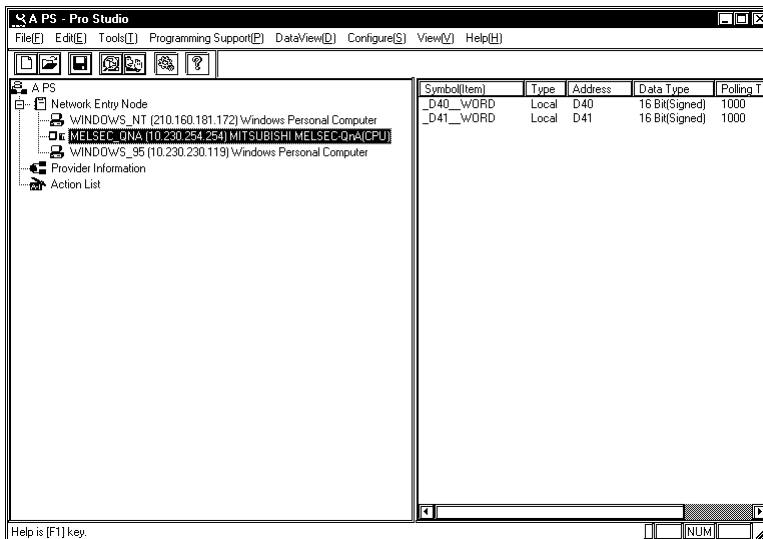 A PS - Pro Studio
File(F) Edit(E) Tools(T) Programming Support(P) DataView(D) Configure(S) View(V) Help(H)
A PS
Network Entry Node
WINDOWS_NT (210.160.181.172) Windows Personal Computer
MELSEC_QNA (10.230.254.254) MITSUBISHI MELSEC-QnA(CPU)
WINDOWS_95 (10.230.230.119) Windows Personal Computer
Provider Information
Action List
Symbol(Item) Type Address Data Type Polling T
_D40__WORD Local D40 16 Bit(Signed) 1000
_D41__WORD Local D41 16 Bit(Signed) 1000
Help is [F1] key.
NUM